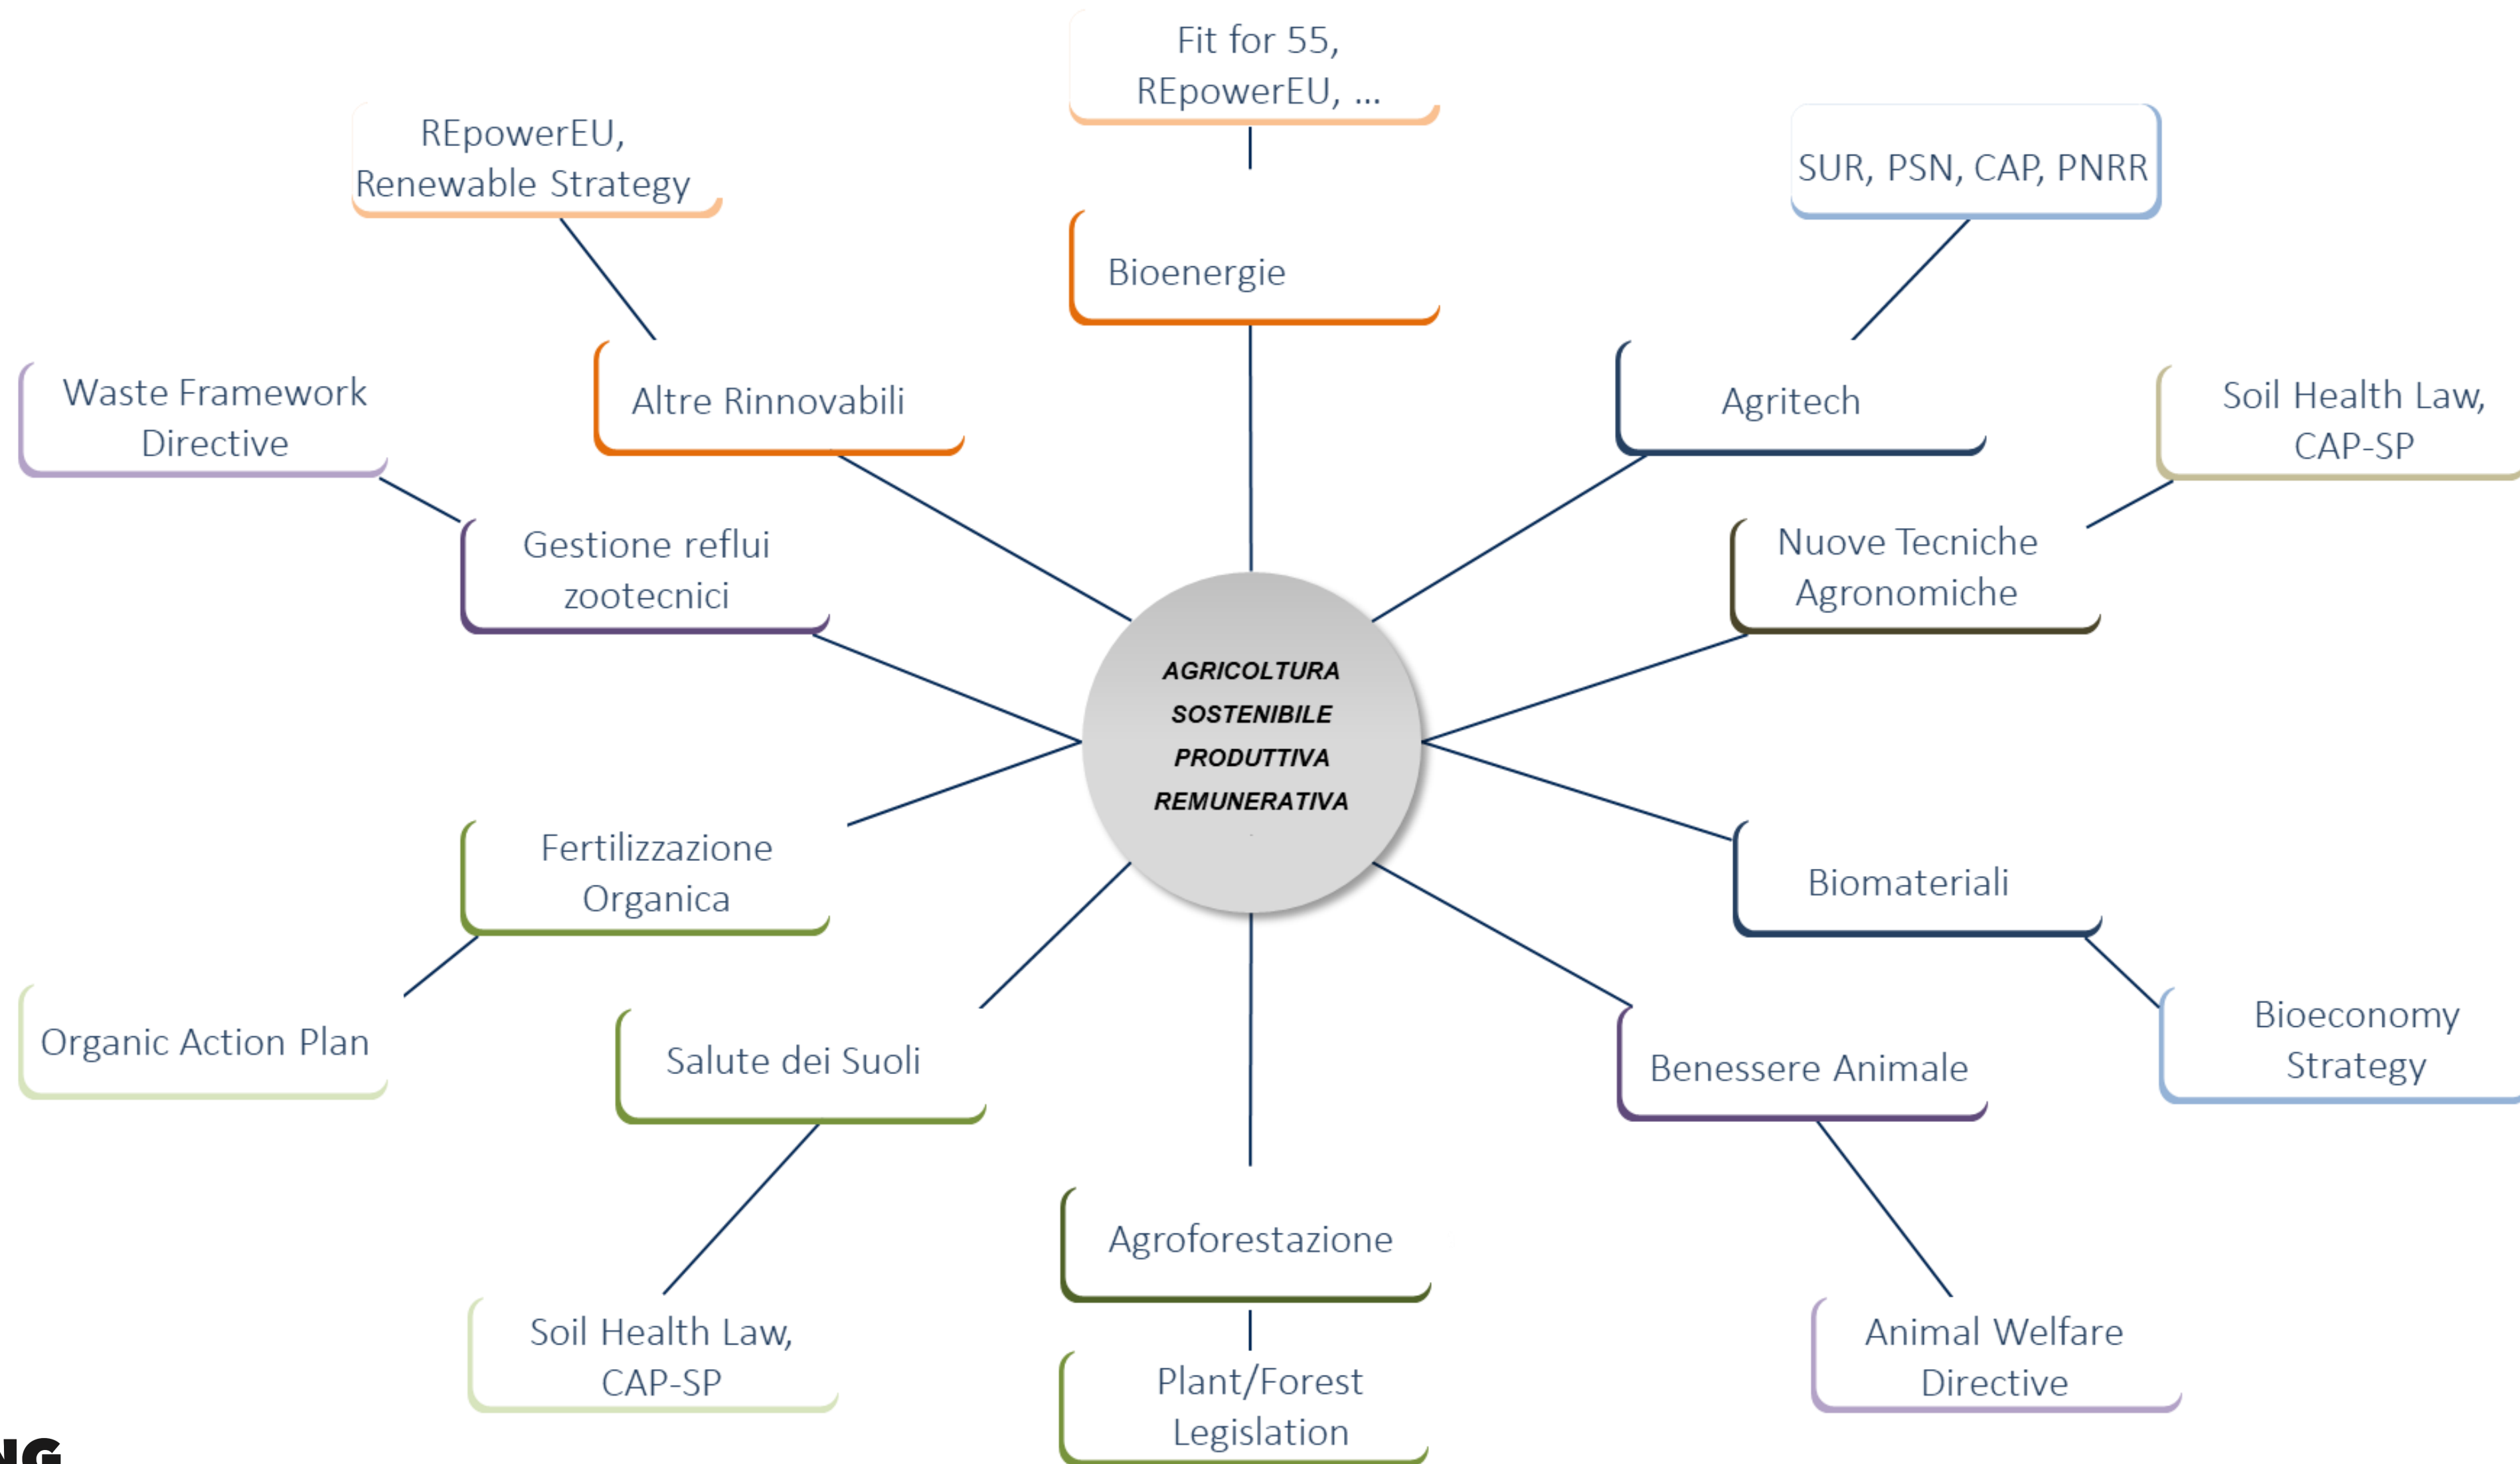 Fit for 55,
REpowerEU, ...
REpowerEU,
Renewable Strategy
SUR, PSN, CAP, PNRR
Bioenergie
Waste Framework
Directive
Altre Rinnovabili
Agritech
Soil Health Law,
CAP-SP
Gestione reflui
zootecnici
Nuove Tecniche
Agronomiche
AGRICOLTURA
SOSTENIBILE
PRODUTTIVA
REMUNERATIVA
Fertilizzazione
Organica
Biomateriali
Organic Action Plan
Salute dei Suoli
Benessere Animale
Bioeconomy
Strategy
Agroforestazione
Soil Health Law,
CAP-SP
Plant/Forest
Legislation
Animal Welfare
Directive